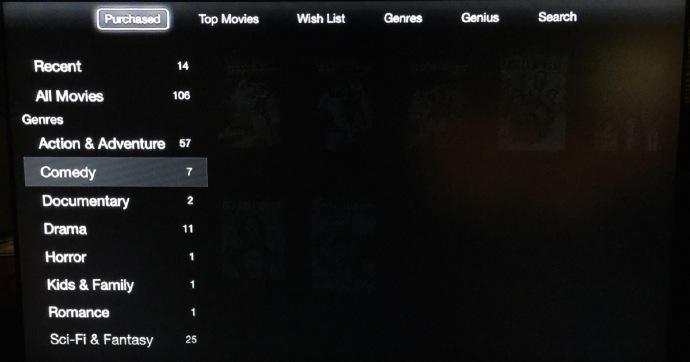 Purchased Top Movies Wish List Genres Genius Search
Recent 14
All Movies 106
Genres
Action & Adventure 57
Comedy 7
Documentary 2
Drama 11
Horror 1
Kids & Family 1
Romance 1
Sci-Fi & Fantasy 25